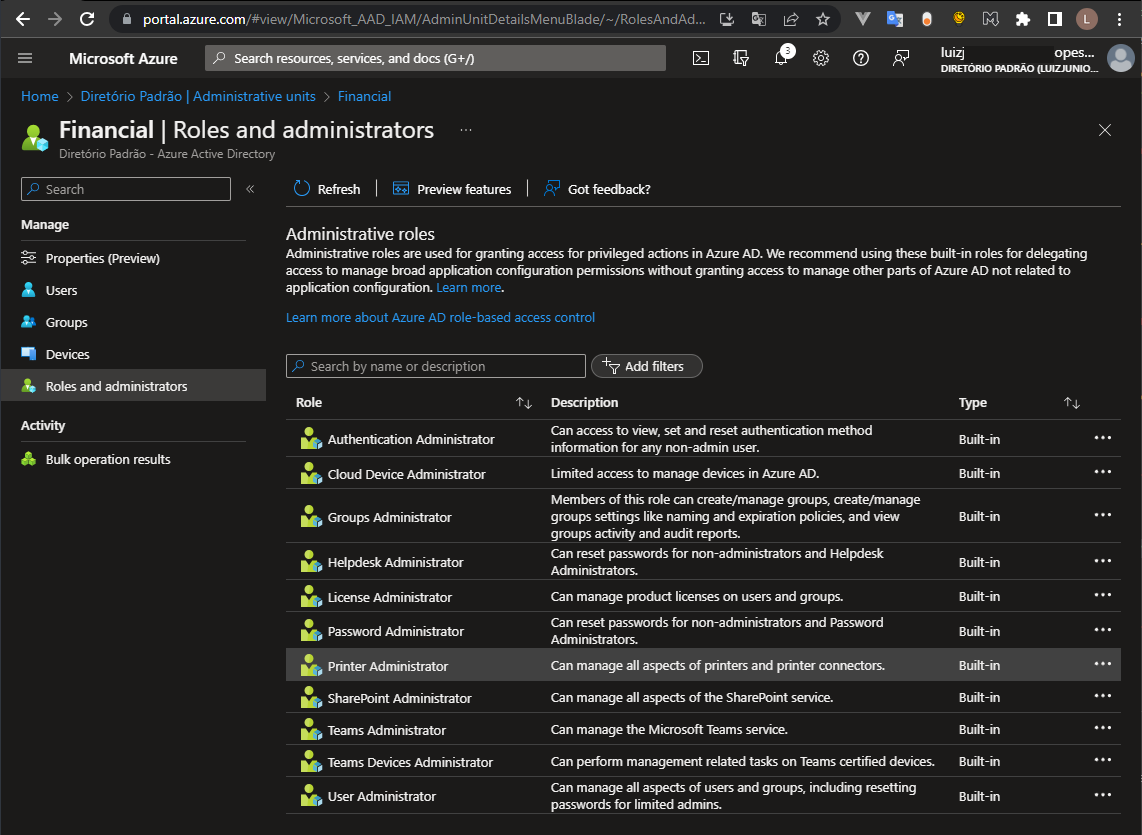 portal.azure.com/#view/Microsoft_AAD_IAM/AdminUnitDetailsMenuBlade/~/RolesAndAd...
L
Microsoft Azure
Search resources, services, and docs (G+/)
3
luizj opes...
DIRETÓRIO PADRÃO (LUIZJUNIO...
Home > Diretório Padrão | Administrative units > Financial
Financial | Roles and administrators ...
Diretório Padrão - Azure Active Directory
Search «
Manage
Properties (Preview)
Users
Groups
Devices
Roles and administrators
Activity
Bulk operation results
Refresh Preview features Got feedback?
Administrative roles
Administrative roles are used for granting access for privileged actions in Azure AD. We recommend using these built-in roles for delegating
access to manage broad application configuration permissions without granting access to manage other parts of Azure AD not related to
application configuration. Learn more.
Learn more about Azure AD role-based access control
Search by name or description Add filters
Role Description Type
Authentication Administrator Can access to view, set and reset authentication method
information for any non-admin user. Built-in
Cloud Device Administrator Limited access to manage devices in Azure AD. Built-in
Groups Administrator Members of this role can create/manage groups, create/manage
groups settings like naming and expiration policies, and view Built-in
groups activity and audit reports.
Helpdesk Administrator Can reset passwords for non-administrators and Helpdesk
Administrators. Built-in
License Administrator Can manage product licenses on users and groups. Built-in
Password Administrator Can reset passwords for non-administrators and Password
Administrators. Built-in
Printer Administrator Can manage all aspects of printers and printer connectors. Built-in
SharePoint Administrator Can manage all aspects of the SharePoint service. Built-in
Teams Administrator Can manage the Microsoft Teams service. Built-in
Teams Devices Administrator Can perform management related tasks on Teams certified devices. Built-in
User Administrator Can manage all aspects of users and groups, including resetting
passwords for limited admins. Built-in